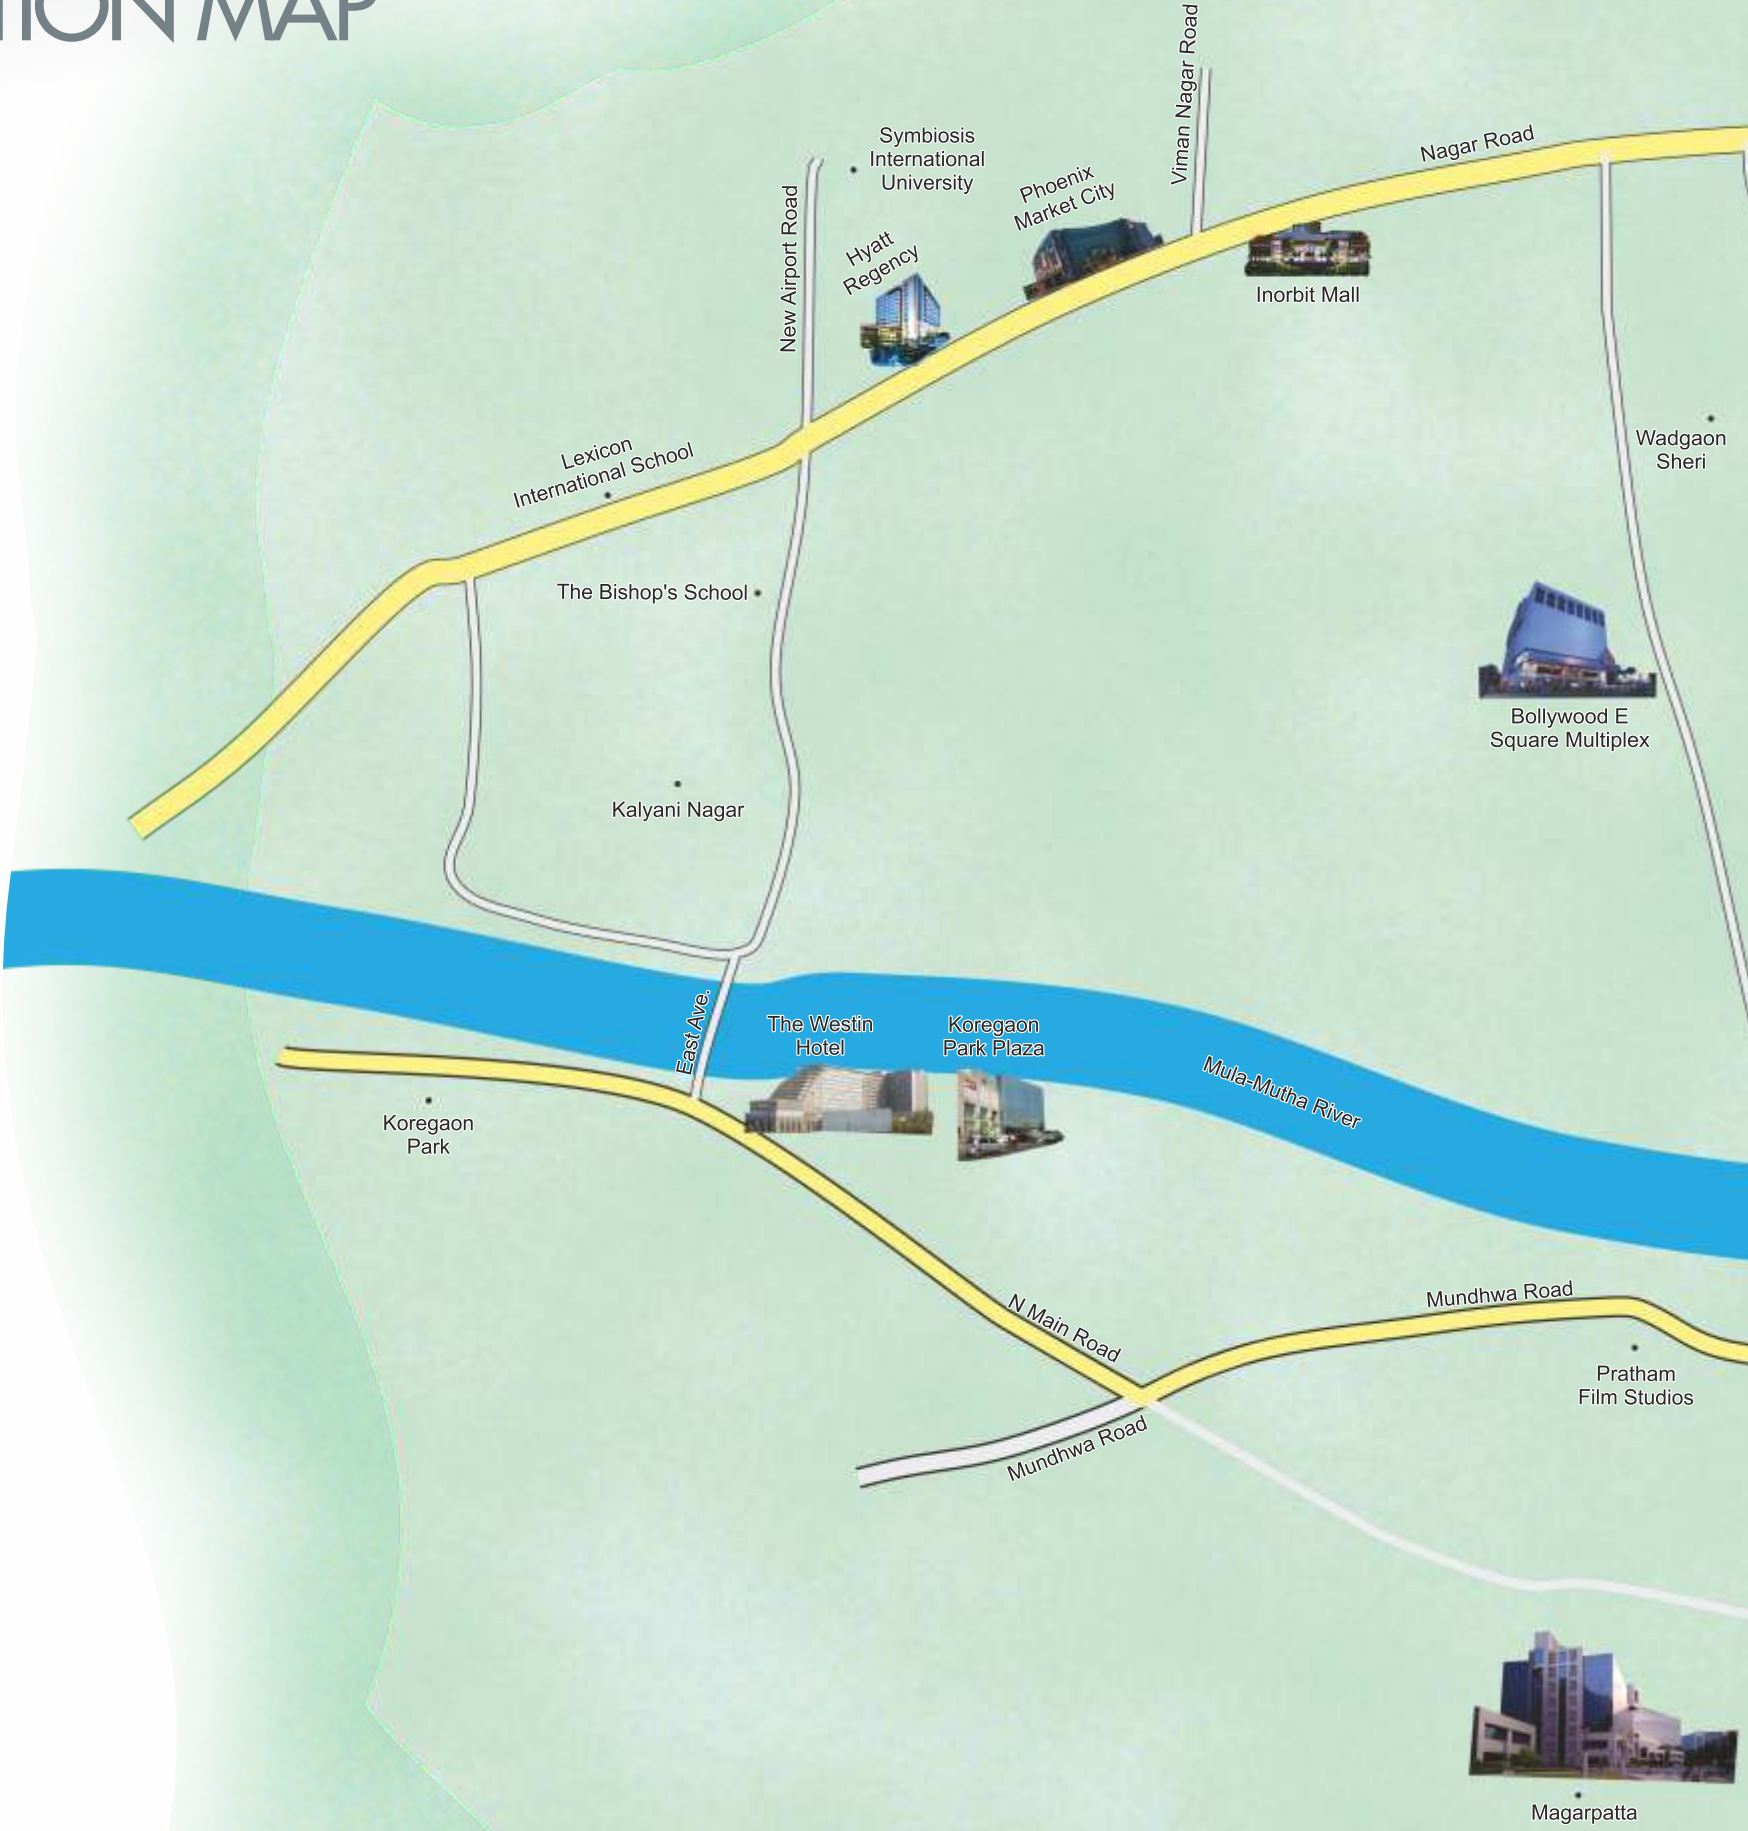 MAP
Viman Nagar Road
Symbiosis
International
University
Nagar Road
Phoenix
Market City
New Airport Road
Hyatt
Regency
Inorbit Mall
Lexicon
International School
Wadgaon
Sheri
The Bishop's School
Bollywood E
Square Multiplex
Kalyani Nagar
East Ave.
The Westin
Hotel
Koregaon
Park Plaza
Mula-Mutha River
Koregaon
Park
N Main Road
Mundhwa Road
Pratham
Film Studios
Mundhwa Road
Magarpatta